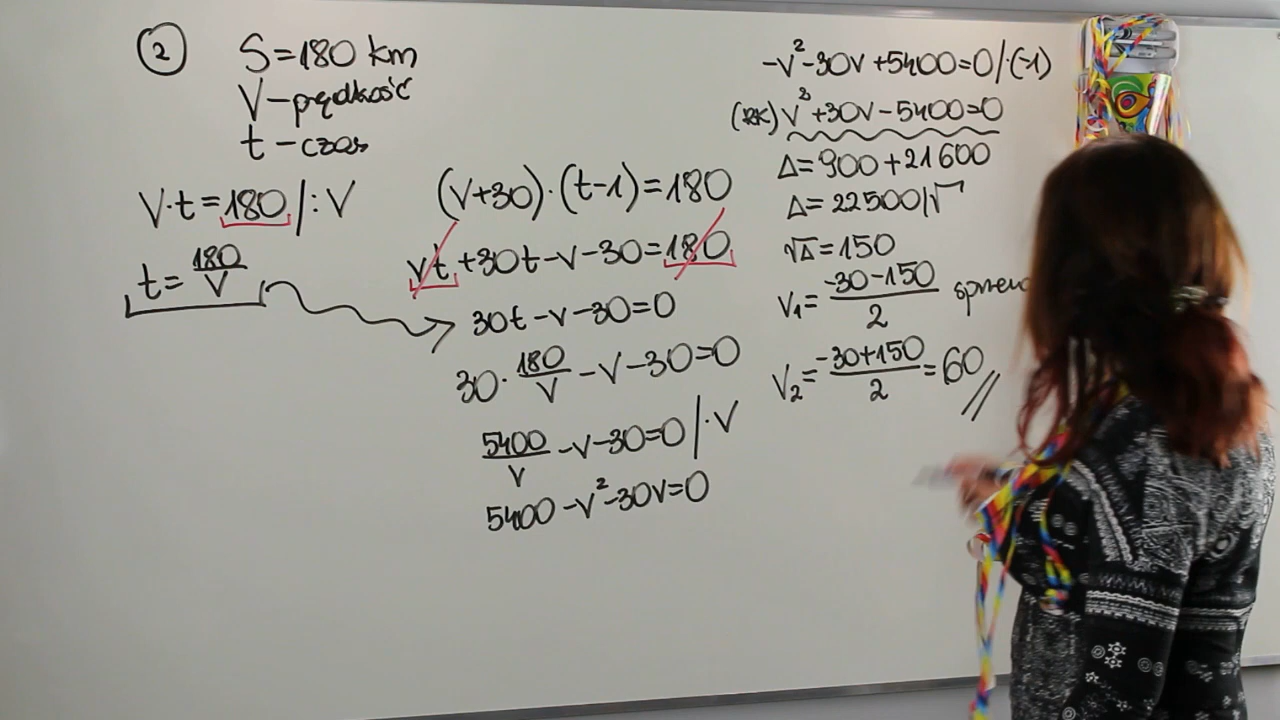 ②
S=180 km
V-prędkość
t-czas
V·t=180/:V
t=180/V
(v+30)·(t-1)=180
vt+30t-v-30=180
30t-v-30=0
30·180/V-v-30=0
5400/V-v-30=0/·V
5400-v²-30v=0
-v²-30v+5400=0/·(-1)
v²+30v-5400=0
Δ=900+21600
Δ=22500/√
√Δ=150
V₁=-30-150/2
V₂=-30+150/2=60